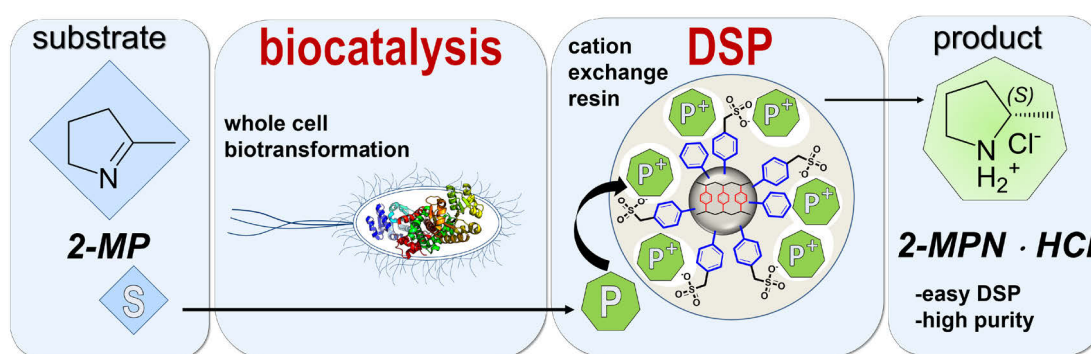 substrate
N
2-MP
S
biocatalysis
whole cell
biotransformation
DSP
cation
exchange
resin
P+
P+
P+
P+
P+
P+
P
product
(S)
N
H2+
Cl-
2-MPN · HCl
-easy DSP
-high purity